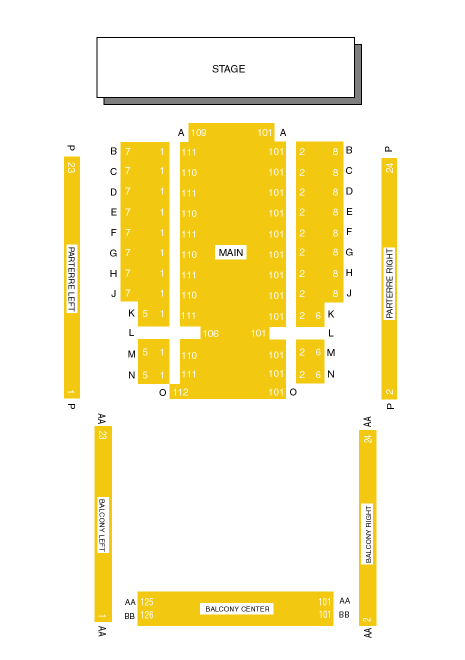 STAGE
A 109 101 A
P B 7 1 111 101 2 8 B P
23 C 7 1 110 101 2 8 C 24
D 7 1 111 101 2 8 D
E 7 1 110 101 2 8 E
F 7 1 111 101 2 8 F
PARTERRE LEFT G 7 1 110 MAIN 101 2 8 G PARTERRE RIGHT
H 7 1 111 101 2 8 H
J 7 1 110 101 2 8 J
K 5 1 111 101 2 6 K
L 106 101 L
M 5 1 110 101 2 6 M
N 5 1 111 101 2 6 N
1 O 112 101 O 2
P P
AA AA
23 24
BALCONY LEFT BALCONY RIGHT
AA 125 101 AA
1 BB 126 BALCONY CENTER 101 BB 2
AA AA